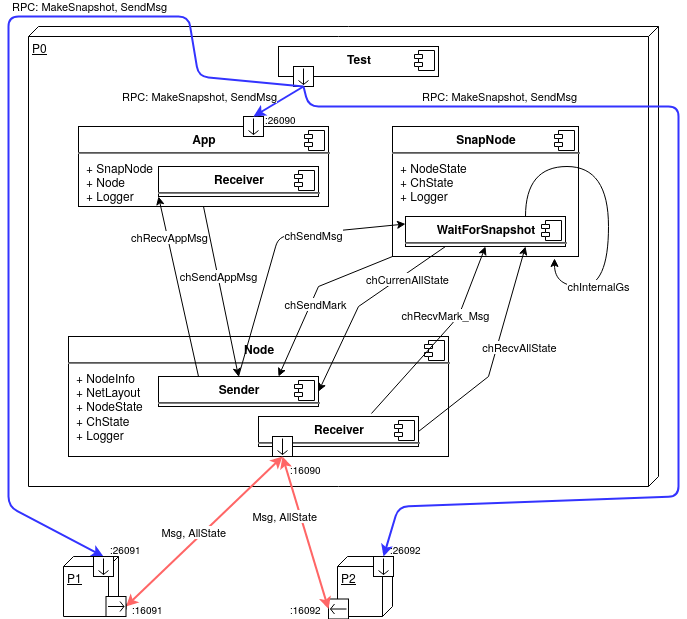 RPC: MakeSnapshot, SendMsg
P0
Test
RPC: MakeSnapshot, SendMsg
RPC: MakeSnapshot, SendMsg
:26090
App
+ SnapNode
+ Node
+ Logger
Receiver
SnapNode
+ NodeState
+ ChState
+ Logger
WaitForSnapshot
chRecvAppMsg
chSendMsg
chSendAppMsg
chCurrenAllState
chInternalGs
chSendMark
chRecvMark_Msg
chRecvAllState
Node
+ NodeInfo
+ NetLayout
+ NodeState
+ ChState
+ Logger
Sender
Receiver
:16090
Msg, AllState
Msg, AllState
:26091
:26092
P1
P2
:16091
:16092